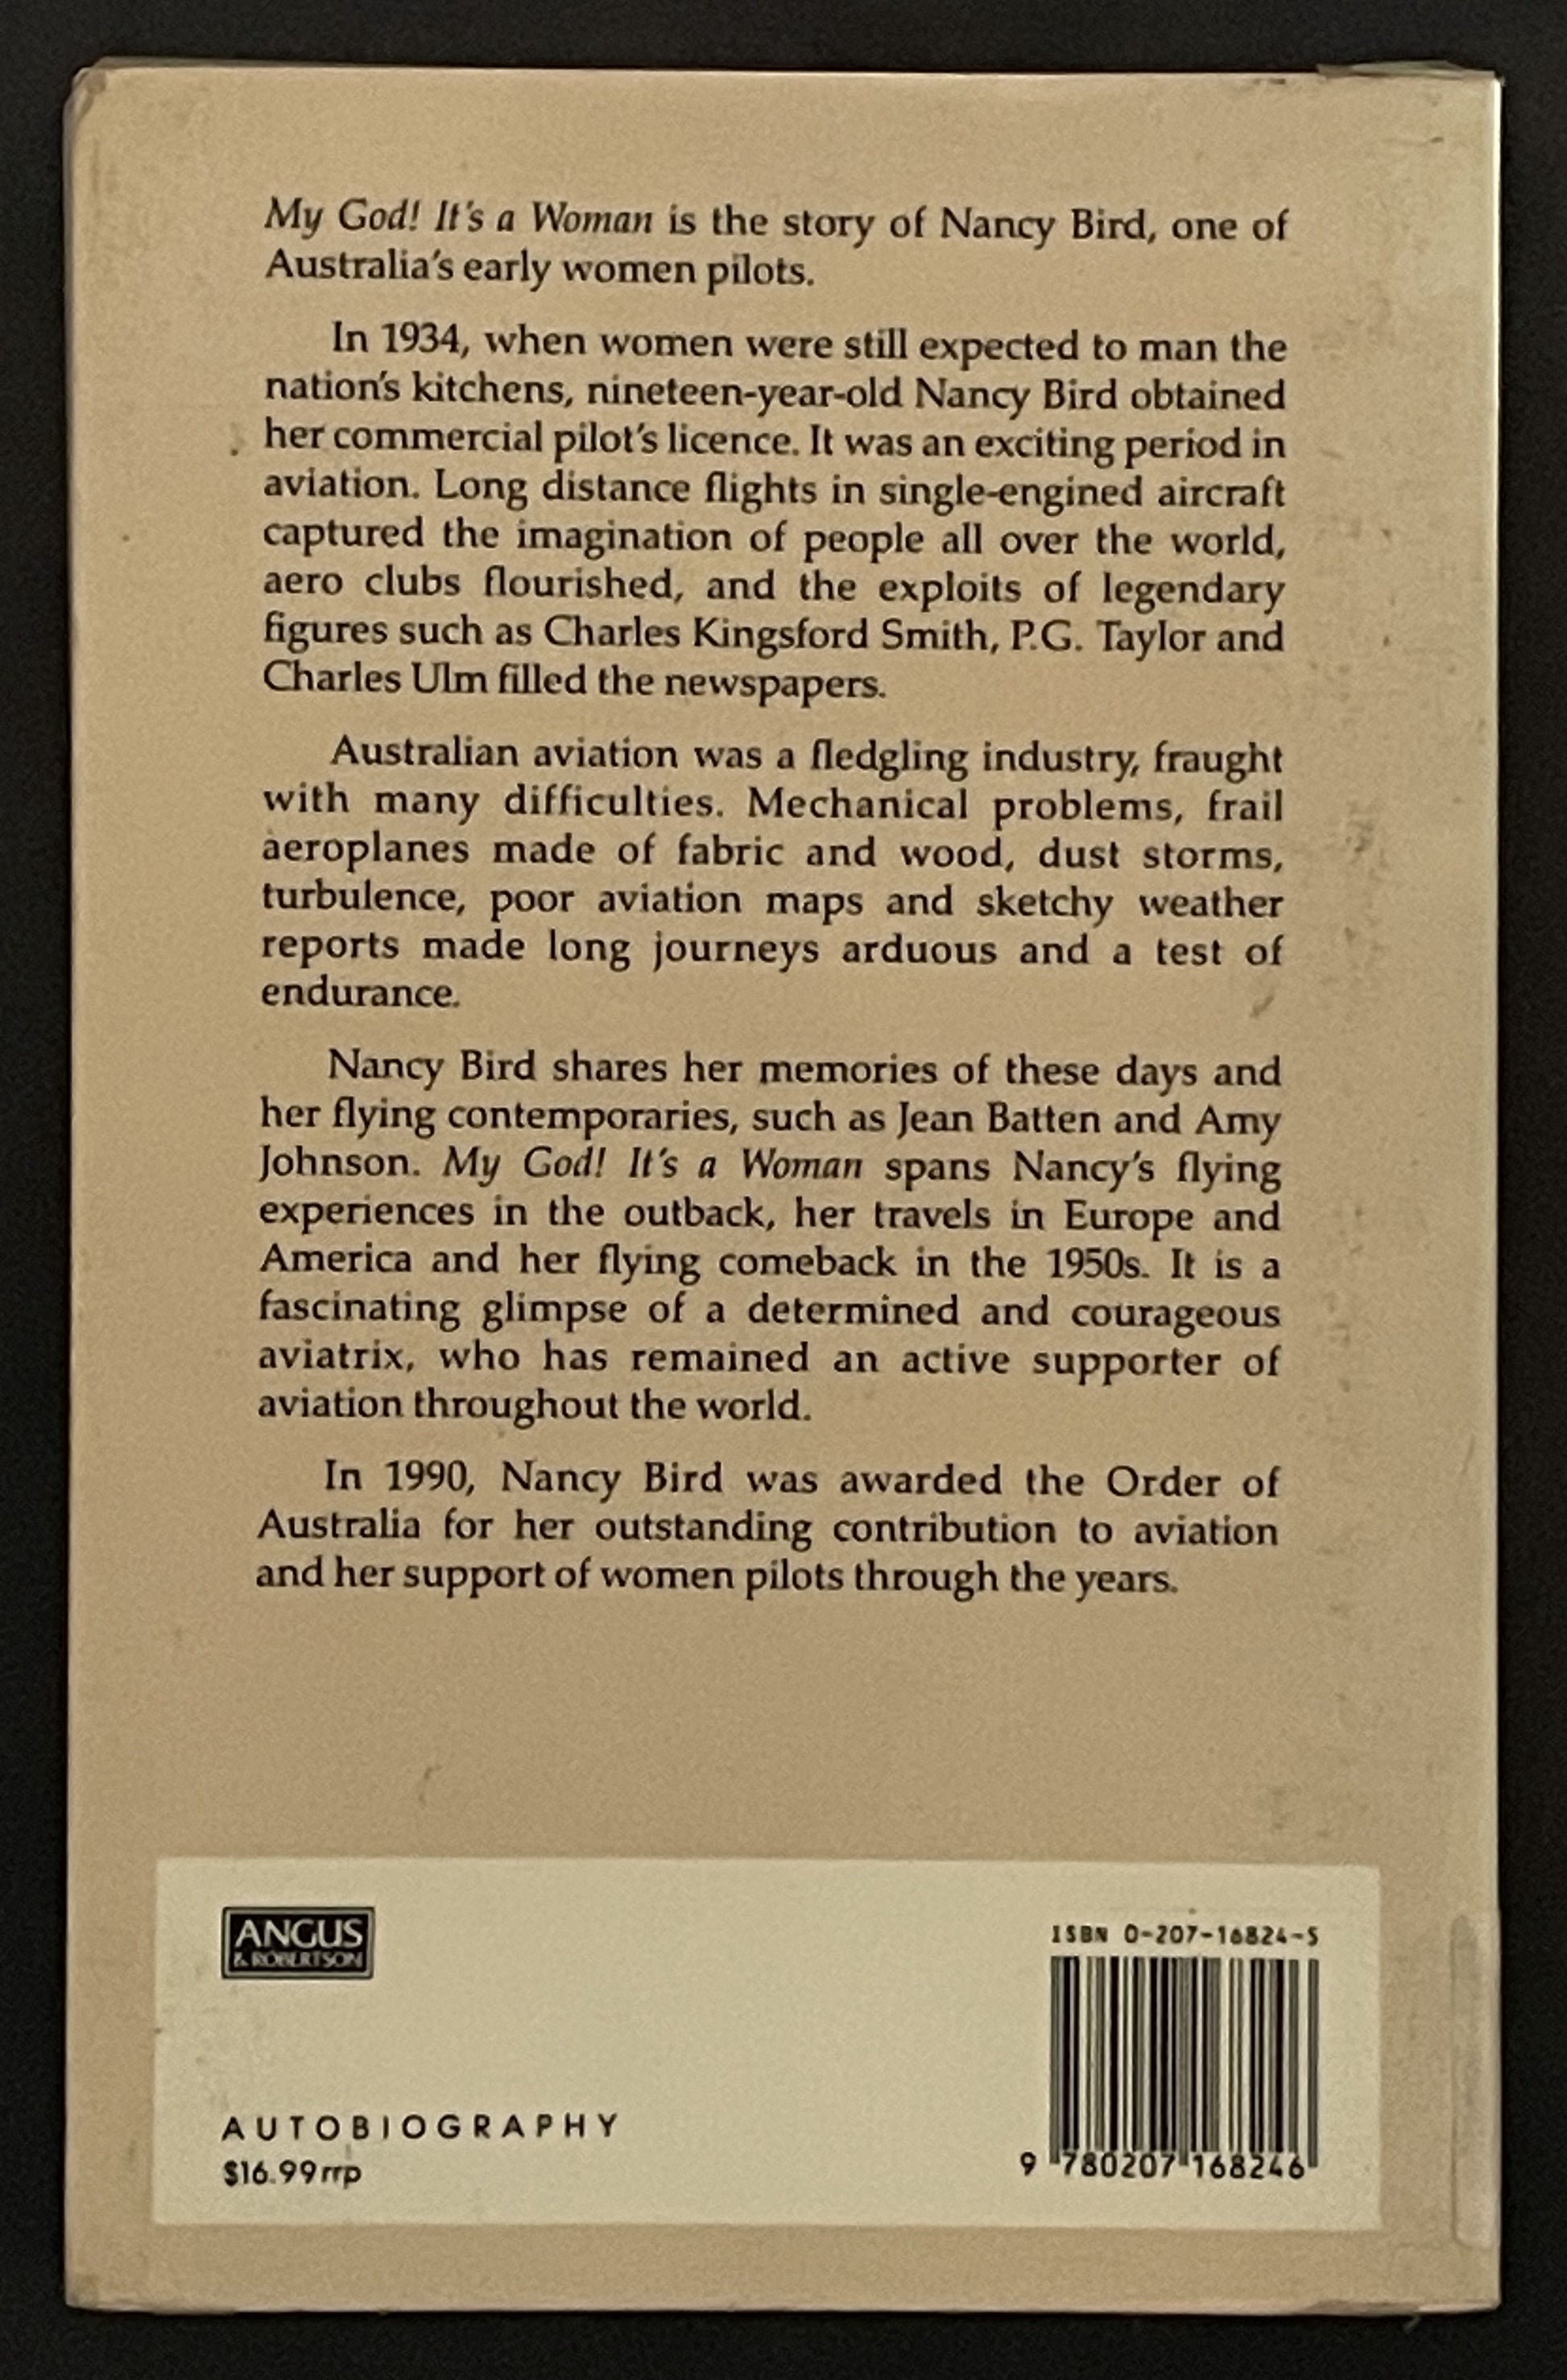 My God! It's a Woman is the story of Nancy Bird, one of
Australia's early women pilots.
In 1934, when women were still expected to man the
nation's kitchens, nineteen-year-old Nancy Bird obtained
her commercial pilot's licence. It was an exciting period in
aviation. Long distance flights in single-engined aircraft
captured the imagination of people all over the world,
aero clubs flourished, and the exploits of legendary
figures such as Charles Kingsford Smith, P.G. Taylor and
Charles Ulm filled the newspapers.
Australian aviation was a fledgling industry, fraught
with many difficulties. Mechanical problems, frail
aeroplanes made of fabric and wood, dust storms,
turbulence, poor aviation maps and sketchy weather
reports made long journeys arduous and a test of
endurance.
Nancy Bird shares her memories of these days and
her flying contemporaries, such as Jean Batten and Amy
Johnson. My God! It's a Woman spans Nancy's flying
experiences in the outback, her travels in Europe and
America and her flying comeback in the 1950s. It is a
fascinating glimpse of a determined and courageous
aviatrix, who has remained an active supporter of
aviation throughout the world.
In 1990, Nancy Bird was awarded the Order of
Australia for her outstanding contribution to aviation
and her support of women pilots through the years.
ANGUS
& ROBERTSON
AUTOBIOGRAPHY
$16.99 rrp
ISBN 0-207-16824-5
9 780207 168246